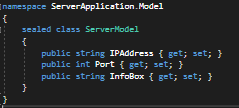 namespace ServerApplication.Model
{
sealed class ServerModel
{
public string IPAddress { get; set; }
public int Port { get; set; }
public string InfoBox { get; set; }
}
}